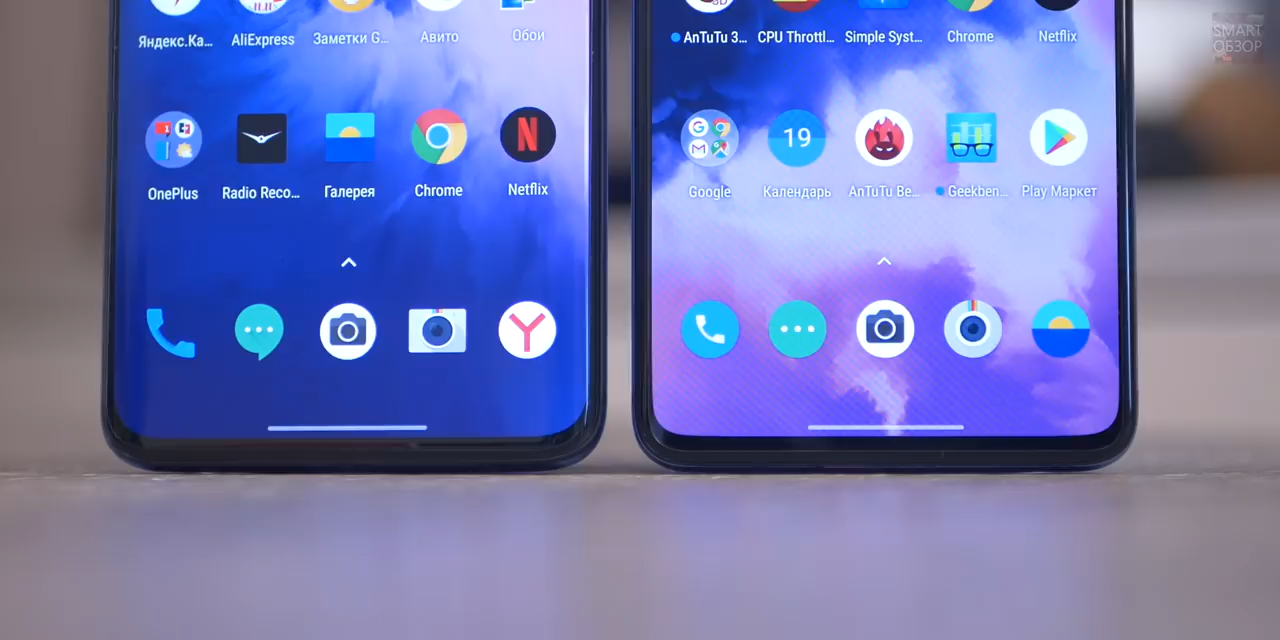 SMART
ОБЗОР
Яндекс.Ка...
AliExpress
Заметки G...
Авито
Обои
OnePlus
Radio Reco...
Галерея
Chrome
Netflix
AnTuTu 3...
CPU Throttl...
Simple Syst...
Chrome
Netflix
19
Google
Календарь
AnTuTu Be...
Geekben...
Play Маркет